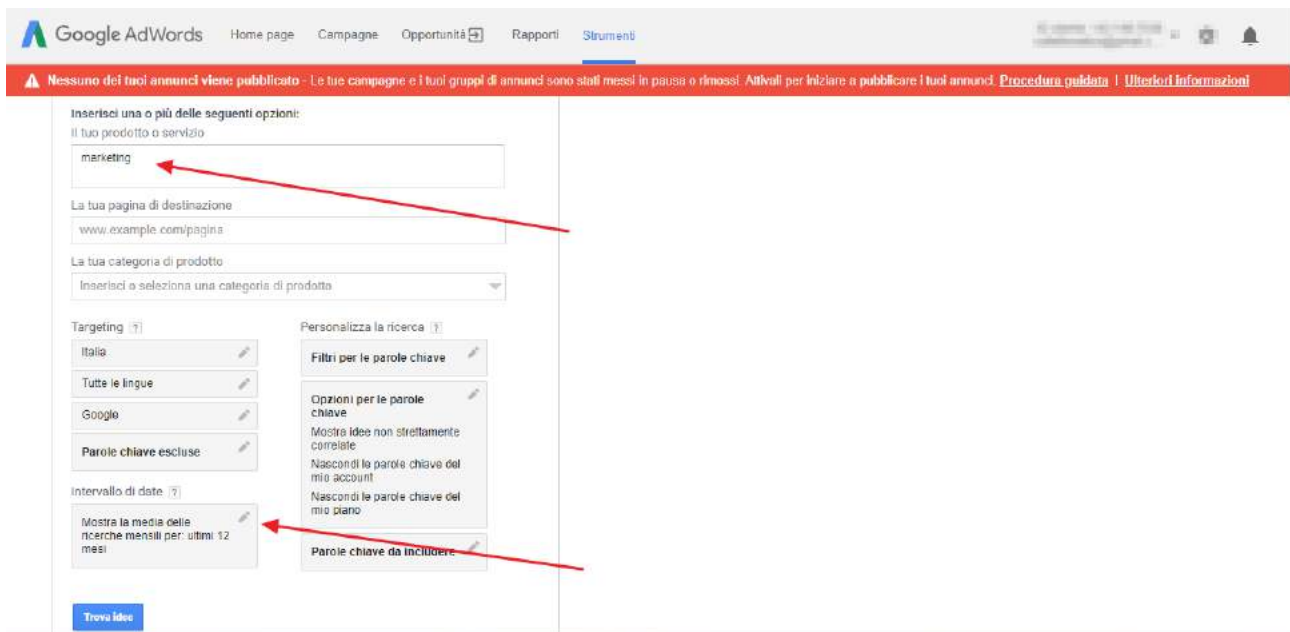 Google AdWords Home page Campagne Opportunità Rapporti Strumenti
Nessuno dei tuoi annunci viene pubblicato - Le tue campagne e i tuoi gruppi di annunci sono stati messi in pausa o rimossi. Attivali per iniziare a pubblicare i tuoi annunci. Procedura guidata | Ulteriori informazioni
Inserisci una o più delle seguenti opzioni:
Il tuo prodotto o servizio
marketing
La tua pagina di destinazione
www.example.com/pagina
La tua categoria di prodotto
Inserisci o seleziona una categoria di prodotto
Targeting ?
Italia
Tutte le lingue
Google
Parole chiave escluse
Intervallo di date ?
Mostra la media delle
ricerche mensili per: ultimi 12
mesi
Personalizza la ricerca ?
Filtri per le parole chiave
Opzioni per le parole
chiave
Mostra idee non strettamente
correlate
Nascondi le parole chiave del
mio account
Nascondi le parole chiave del
mio piano
Parole chiave da includere
Trova idee